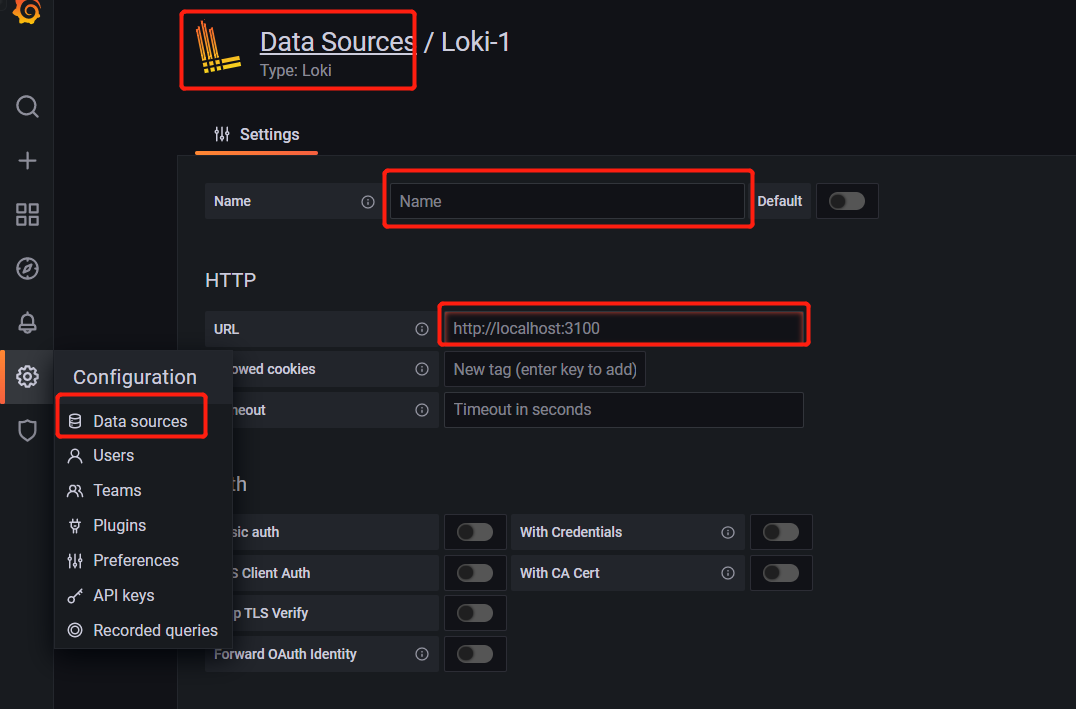 Data Sources / Loki-1
Type: Loki
Settings
Name
Name
Default
HTTP
URL
http://localhost:3100
owed cookies
New tag (enter key to add)
eout
Timeout in seconds
Configuration
Data sources
Users
Teams
Plugins
Preferences
API keys
Recorded queries
th
sic auth
With Credentials
S Client Auth
With CA Cert
p TLS Verify
Forward OAuth Identity